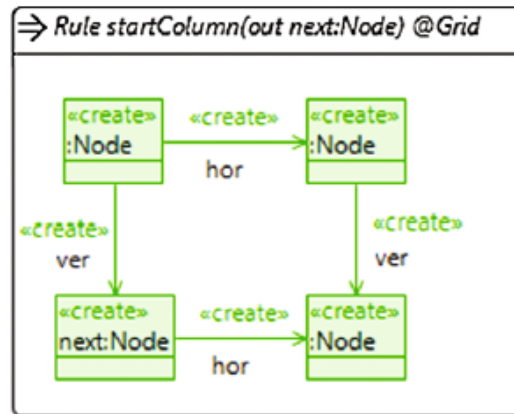 Rule startColumn(out next:Node) @Grid
«create» «create» «create»
:Node :Node
hor
«create» «create»
ver ver
«create» «create» «create»
next:Node :Node
hor